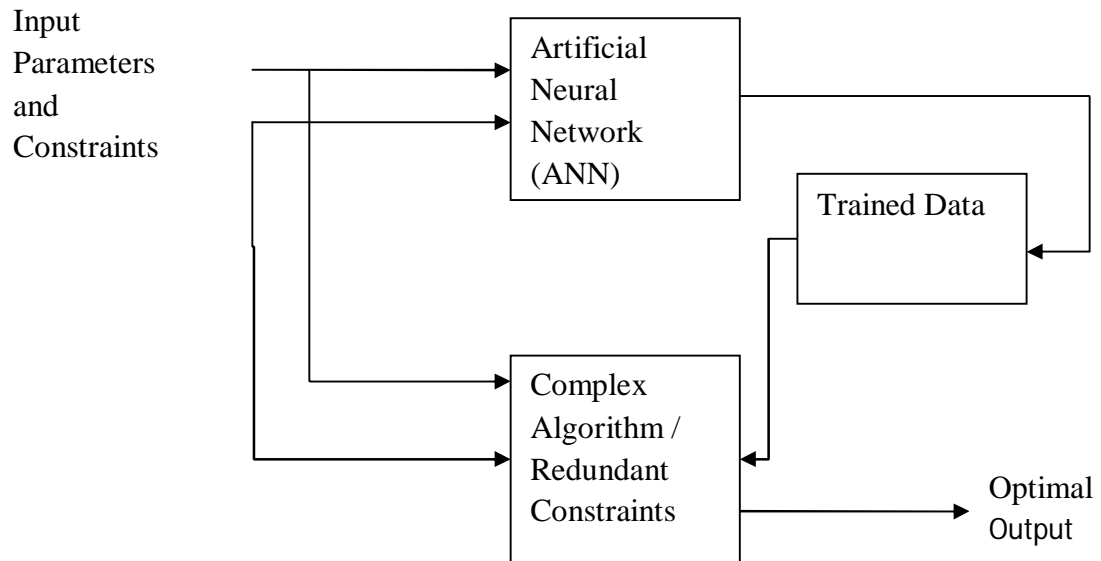 Input
Parameters
and
Constraints
Artificial
Neural
Network
(ANN)
Trained Data
Complex
Algorithm /
Redundant
Constraints
Optimal
Output